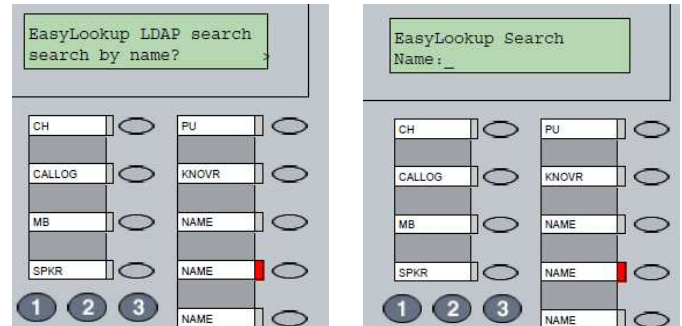 EasyLookup LDAP search
search by name? >
CH PU
CALLOG KNOVR
MB NAME
SPKR NAME
1 2 3 NAME
EasyLookup Search
Name:_
CH PU
CALLOG KNOVR
MB NAME
SPKR NAME
1 2 3 NAME